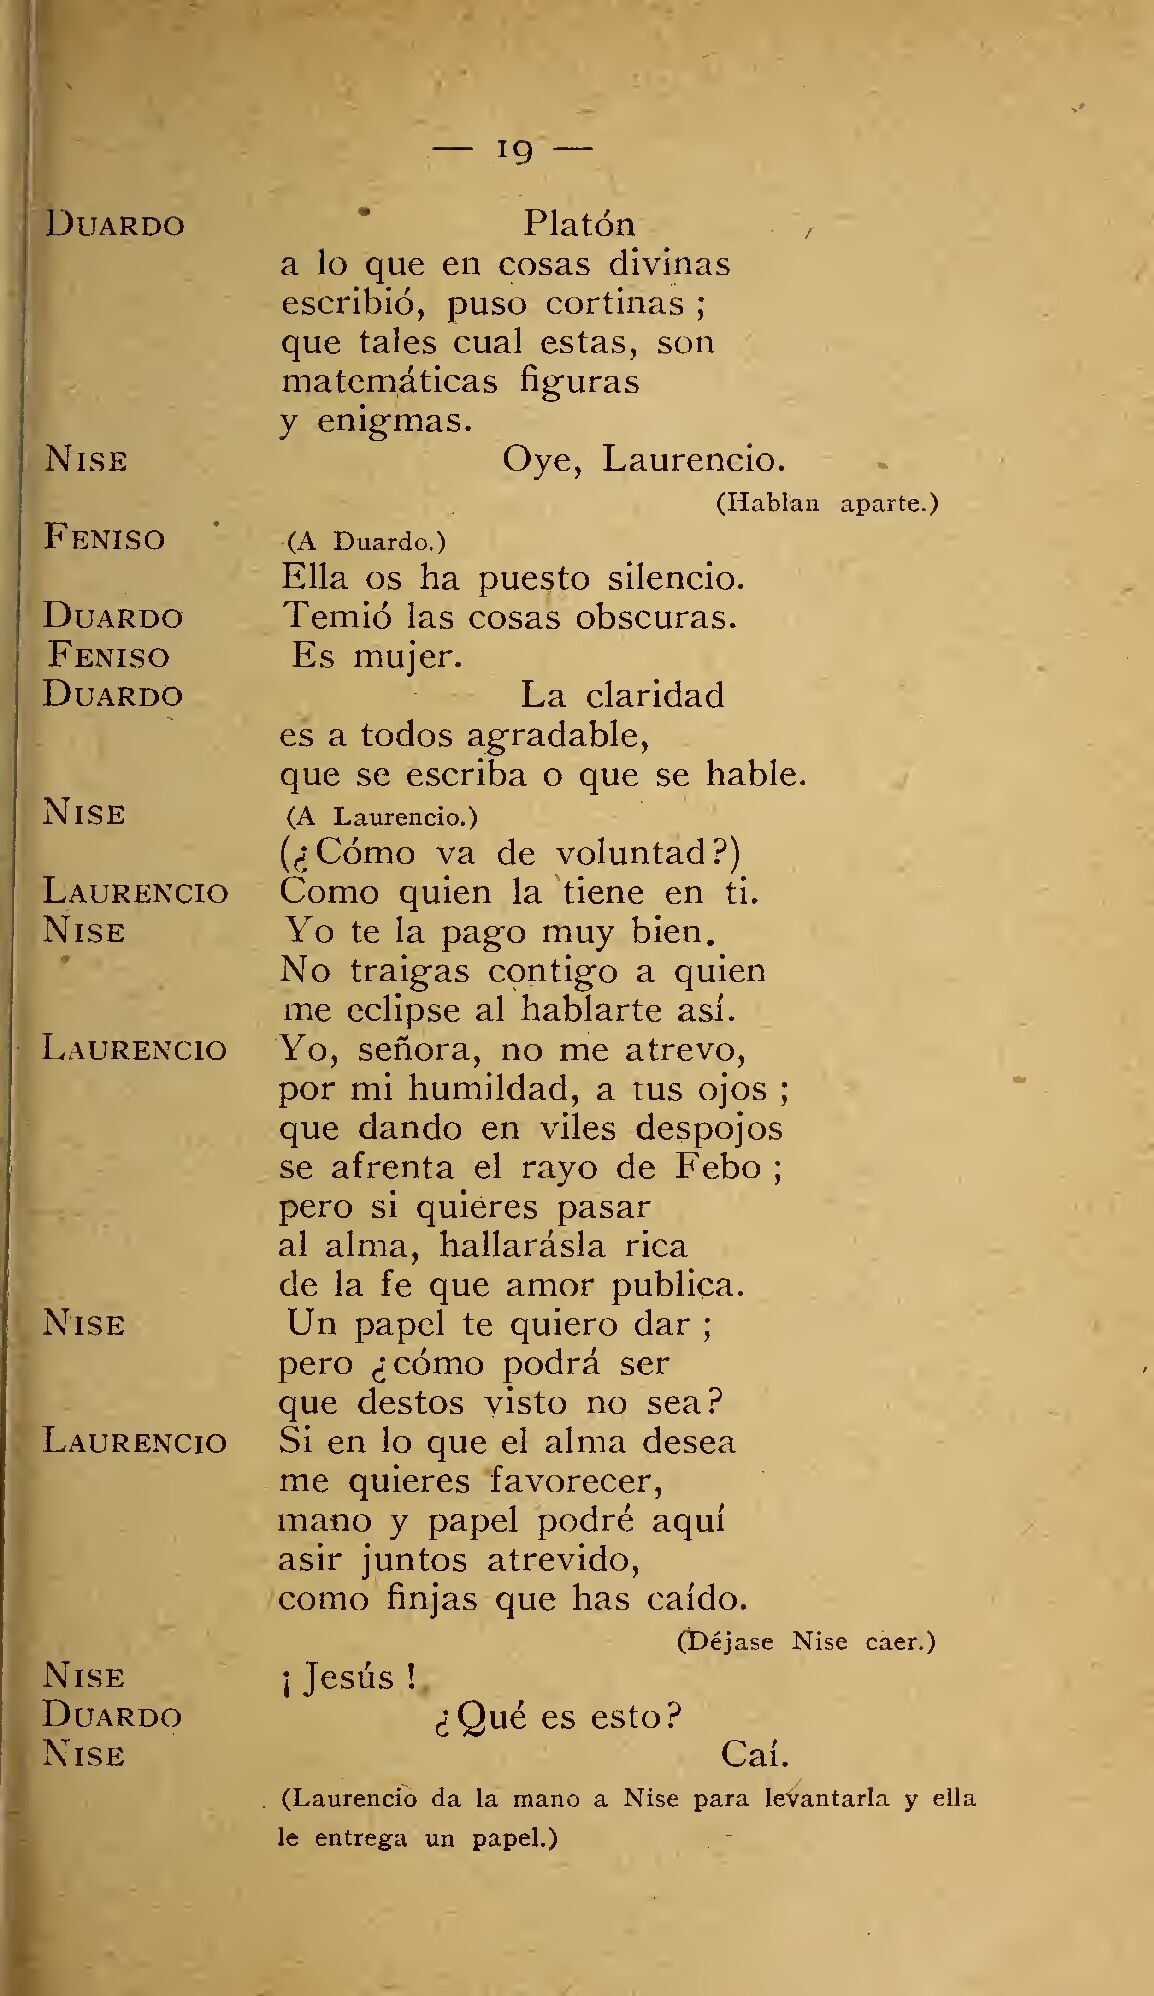 — 19 —
DUARDO Platón
a lo que en cosas divinas
escribió, puso cortinas ;
que tales cual estas, son
matemáticas figuras
y enigmas.
NISE Oye, Laurencio.
(Hablan aparte.)
FENISO (A Duardo.)
Ella os ha puesto silencio.
DUARDO Temió las cosas obscuras.
FENISO Es mujer.
DUARDO La claridad
es a todos agradable,
que se escriba o que se hable.
NISE (A Laurencio.)
(¿Cómo va de voluntad?)
LAURENCIO Como quien la tiene en ti.
NISE Yo te la pago muy bien.
No traigas contigo a quien
me eclipse al hablarte así.
LAURENCIO Yo, señora, no me atrevo,
por mi humildad, a tus ojos ;
que dando en viles despojos
se afrenta el rayo de Febo ;
pero si quieres pasar
al alma, hallarásla rica
de la fe que amor publica.
NISE Un papel te quiero dar ;
pero ¿cómo podrá ser
que destos visto no sea?
LAURENCIO Si en lo que el alma desea
me quieres favorecer,
mano y papel podré aquí
asir juntos atrevido,
como finjas que has caído.
(Déjase Nise caer.)
NISE ¡Jesús!
DUARDO ¿Qué es esto?
NISE Caí.
(Laurencio da la mano a Nise para levantarla y ella
le entrega un papel.)